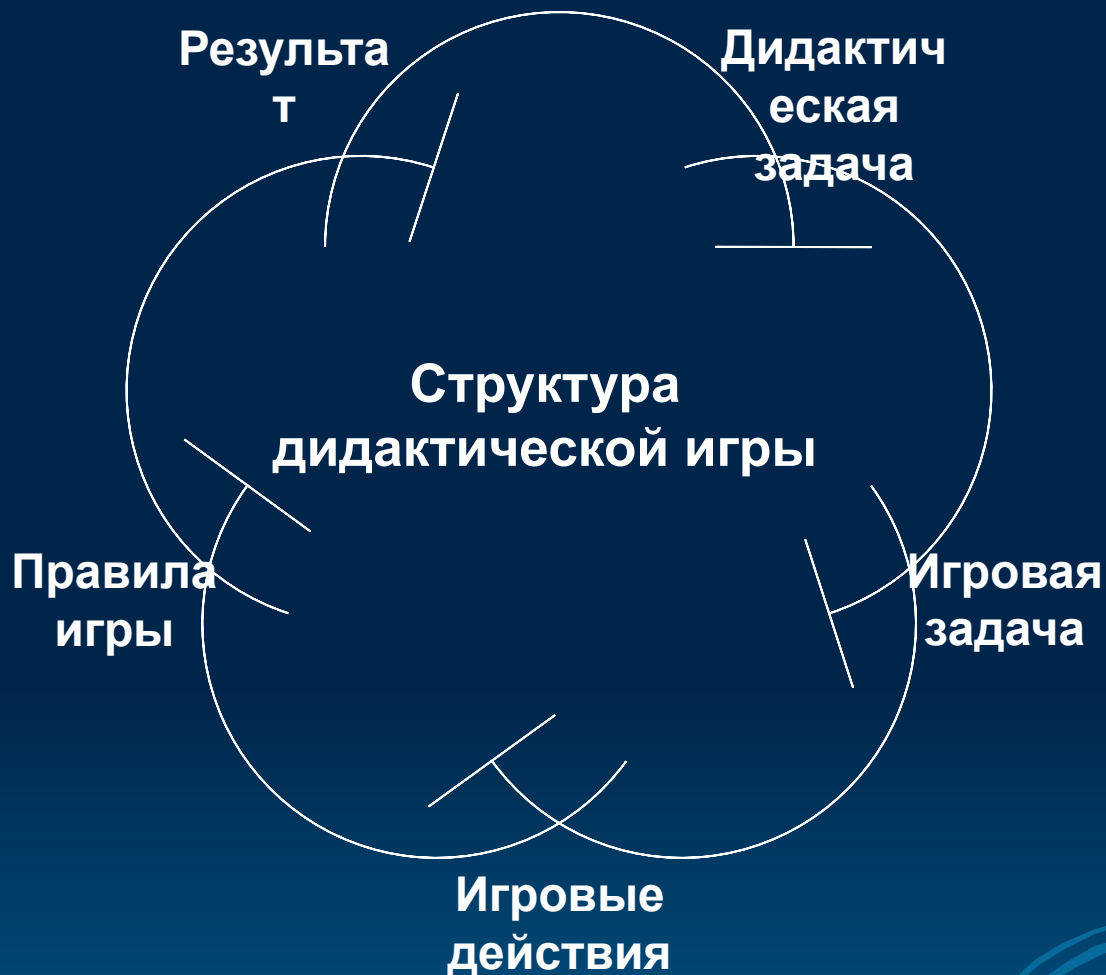 Результа
т
Дидактич
еская
задача
Структура
дидактической игры
Правила
игры
Игровая
задача
Игровые
действия